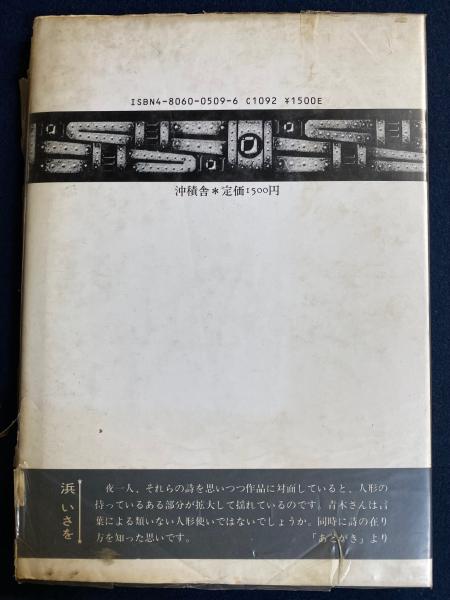 ISBN4-8060-0509-6 C1092 ¥1500E
沖積舎＊定価1500円
浜いさを
夜一人、それらの詩を思いつつ作品に対面していると、人形の
持っているある部分が拡大して揺れているのです。青木さんは言
葉による類いない人形使いではないでしょうか。同時に詩の在り
方を知った思いです。 「あとがき」より